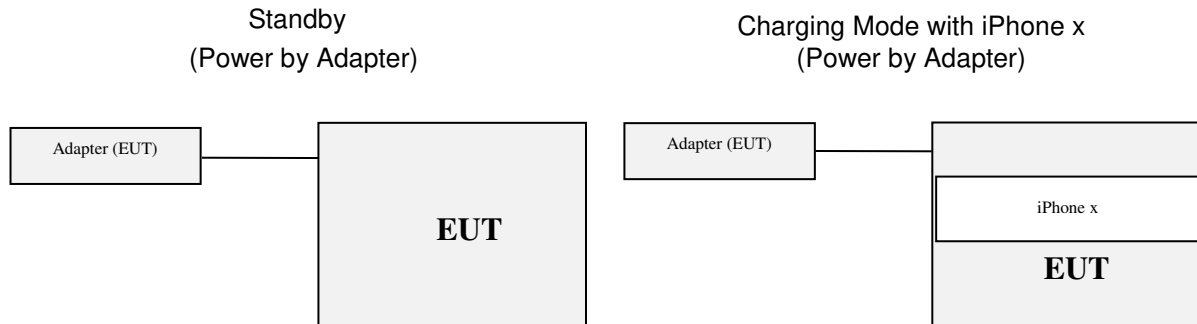 Standby
(Power by Adapter)
Adapter (EUT)
EUT
Charging Mode with iPhone x
(Power by Adapter)
Adapter (EUT)
iPhone x
EUT